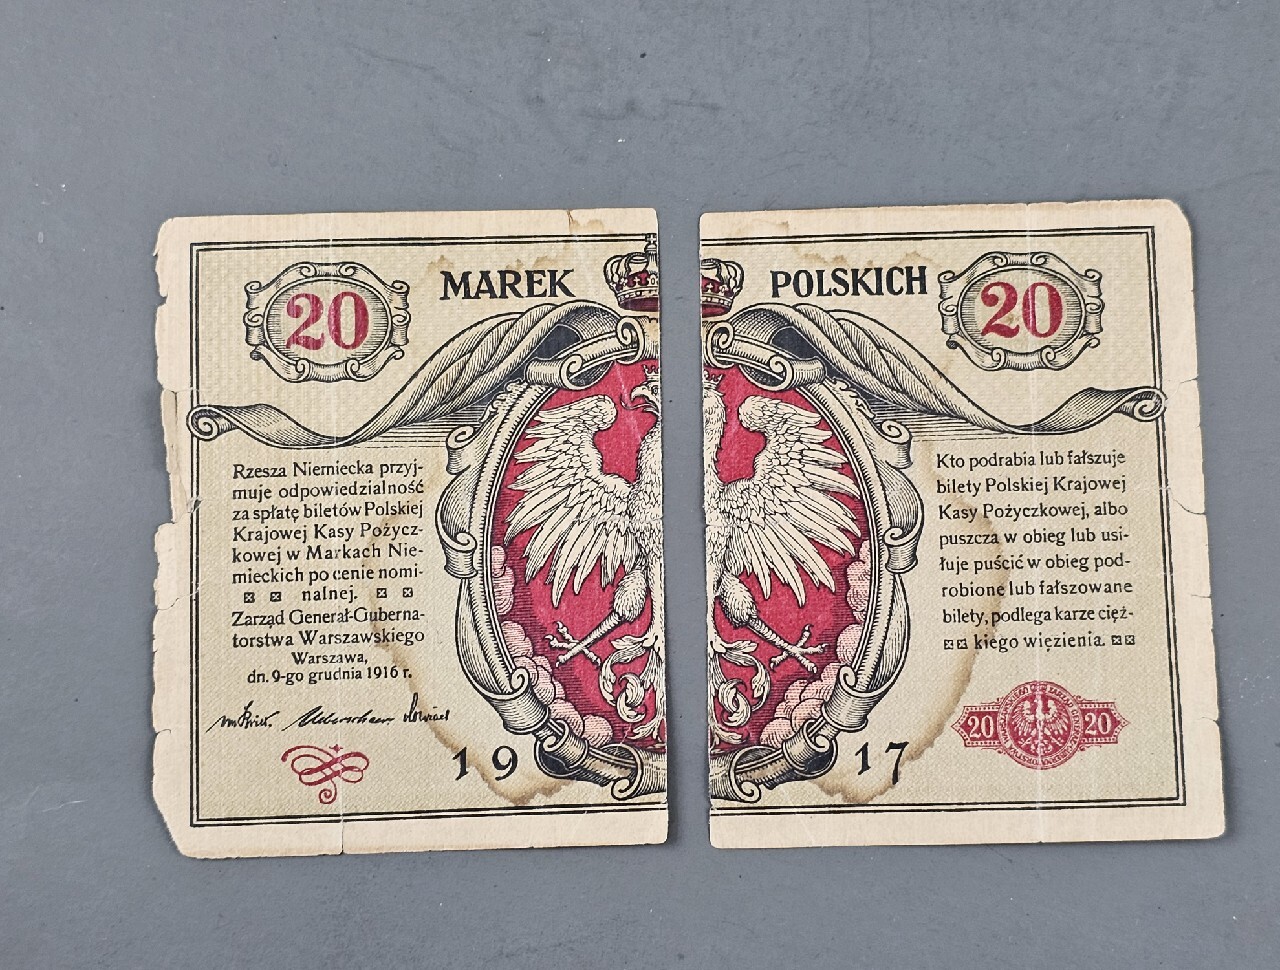 MAREK POLSKICH
20
20
Rzesza Niemiecka przyj-
muje odpowiedzialność
za spłatę biletów Polskiej
Krajowej Kasy Pożycz-
kowej w Markach Nie-
mieckich po cenie nomi-
nalnej.
Zarząd Generał-Guberna-
torstwa Warszawskiego
Warszawa,
dn. 9-go grudnia 1916 r.
Kto podrabia lub fałszuje
bilety Polskiej Krajowej
Kasy Pożyczkowej, albo
puszcza w obieg lub usi-
łuje puścić w obieg pod-
robione lub fałszowane
bilety, podlega karze cięż-
kiego więzienia.
19 17
20 20